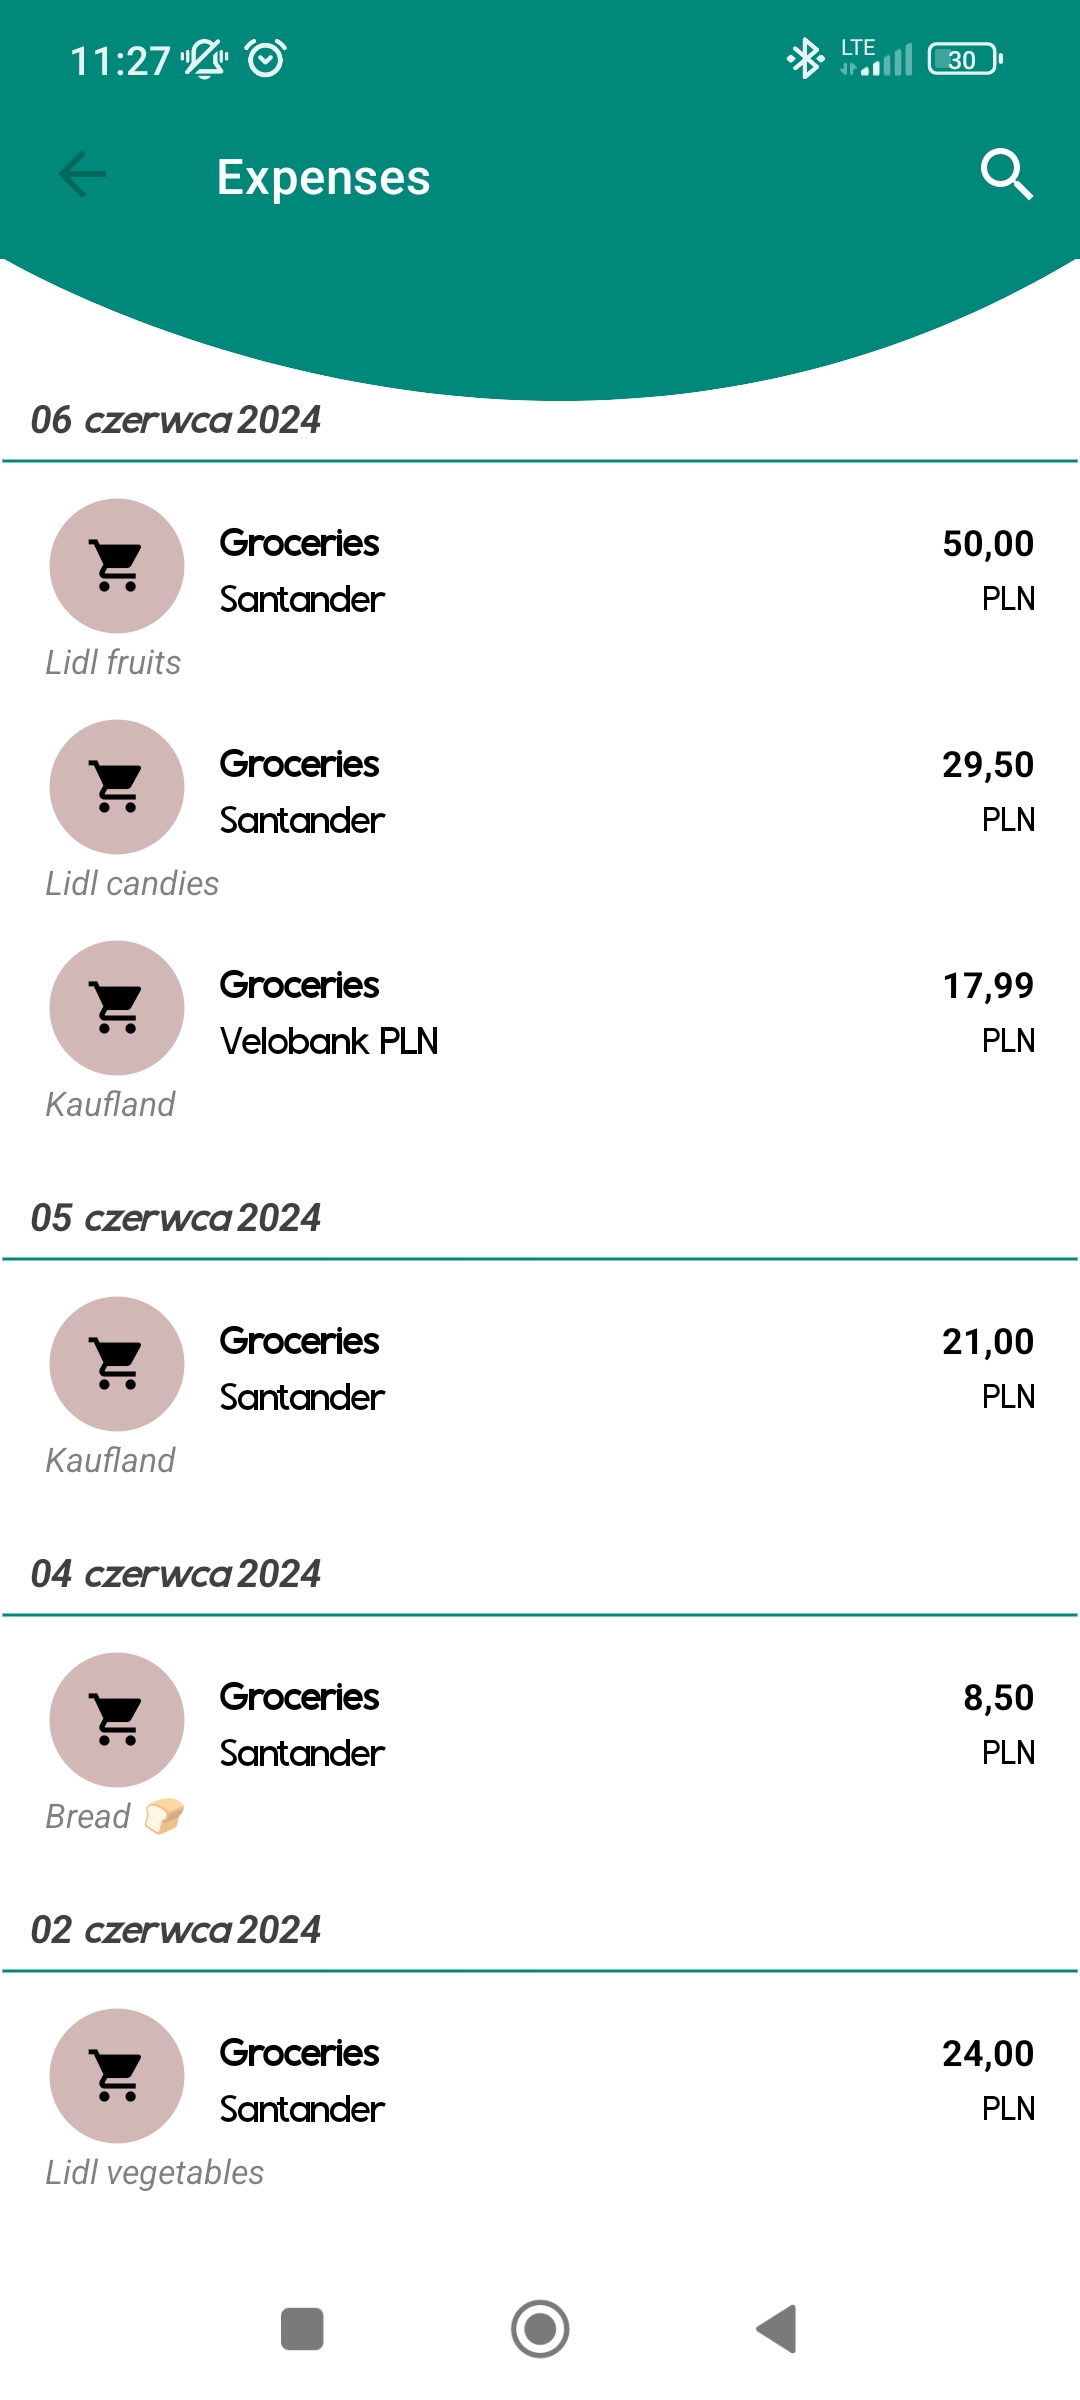 11:27
LTE
30
Expenses
06 czerwca 2024
Groceries 50,00
Santander PLN
Lidl fruits
Groceries 29,50
Santander PLN
Lidl candies
Groceries 17,99
Velobank PLN PLN
Kaufland
05 czerwca 2024
Groceries 21,00
Santander PLN
Kaufland
04 czerwca 2024
Groceries 8,50
Santander PLN
Bread 🍞
02 czerwca 2024
Groceries 24,00
Santander PLN
Lidl vegetables